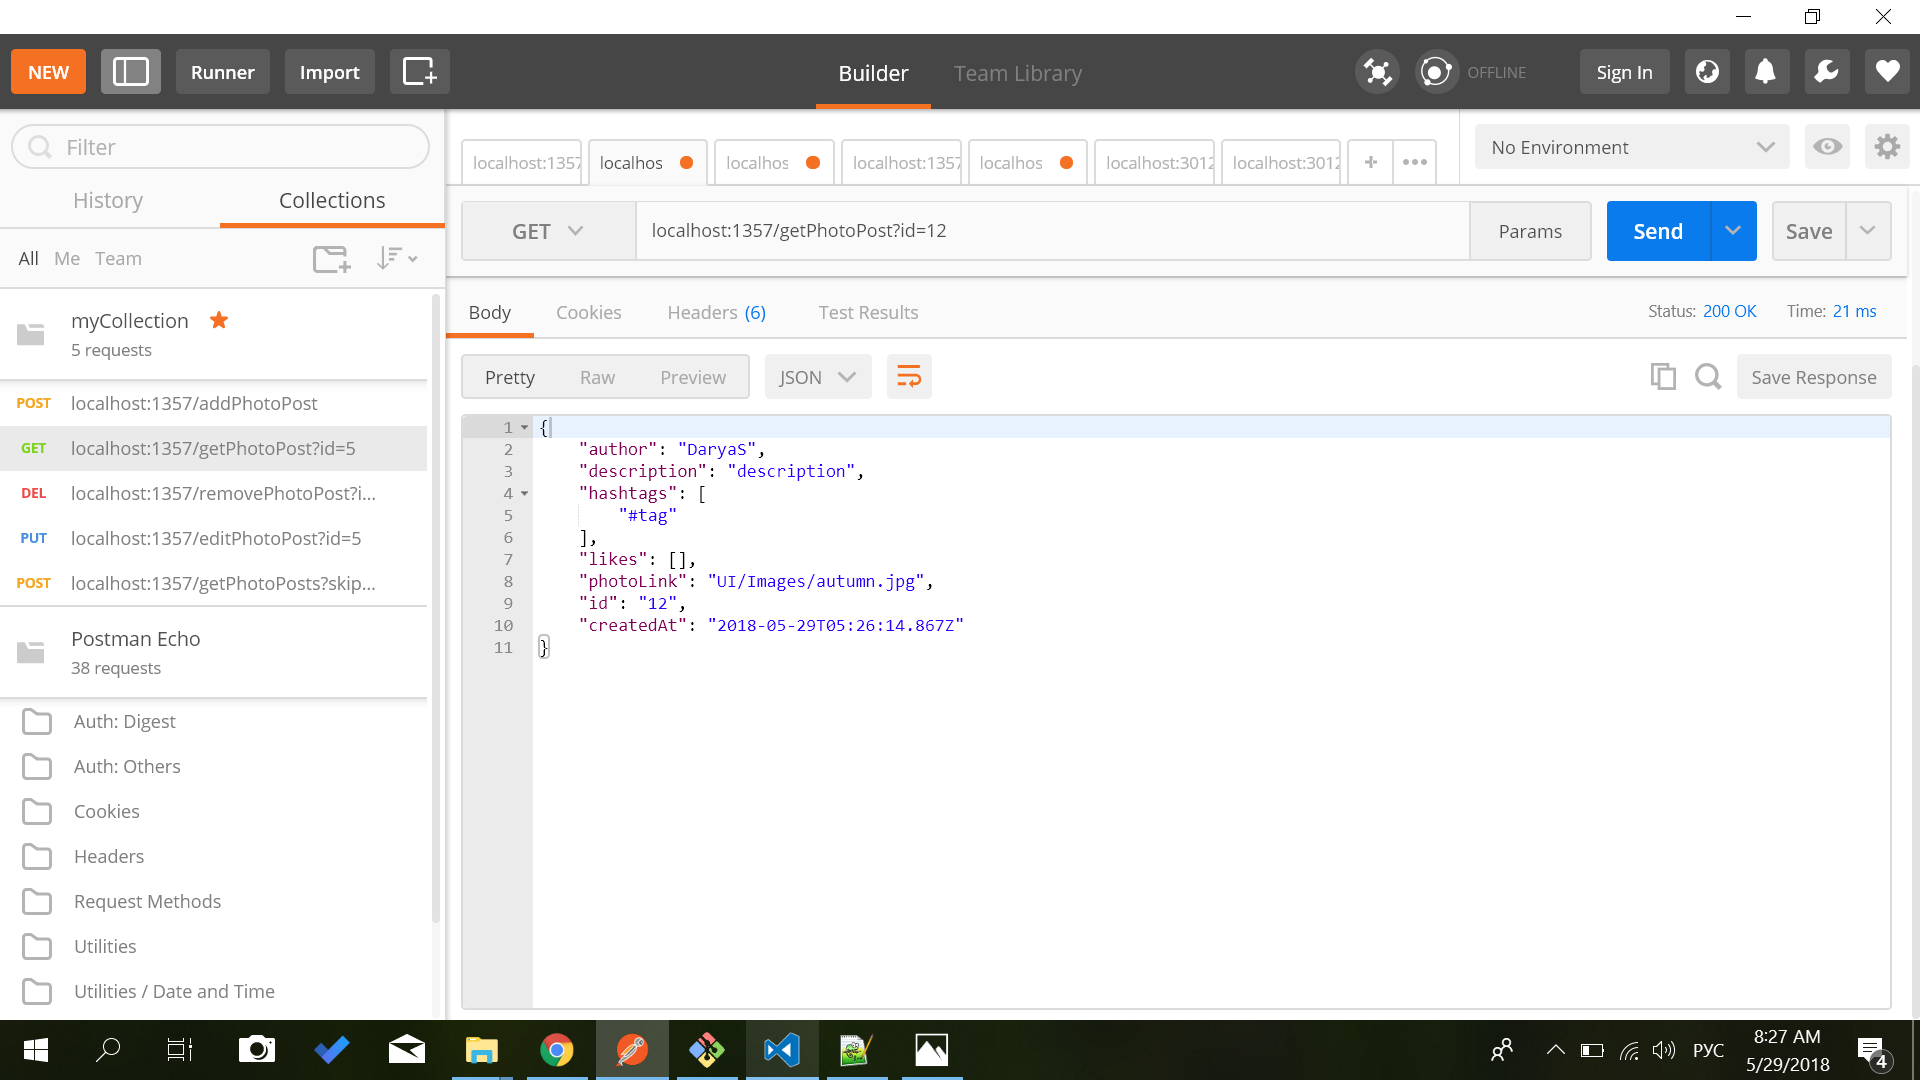 NEW
Runner
Import
Builder
Team Library
OFFLINE
Sign In
Filter
History
Collections
All Me Team
myCollection
5 requests
POST localhost:1357/addPhotoPost
GET localhost:1357/getPhotoPost?id=5
DEL localhost:1357/removePhotoPost?i...
PUT localhost:1357/editPhotoPost?id=5
POST localhost:1357/getPhotoPosts?skip...
Postman Echo
38 requests
Auth: Digest
Auth: Others
Cookies
Headers
Request Methods
Utilities
Utilities / Date and Time
localhost:1357 localhos localhos localhost:1357 localhos localhost:3012 localhost:3012 + •••
No Environment
GET localhost:1357/getPhotoPost?id=12 Params Send Save
Body Cookies Headers (6) Test Results Status: 200 OK Time: 21 ms
Pretty Raw Preview JSON Save Response
1 {
2 "author": "DaryaS",
3 "description": "description",
4 "hashtags": [
5 "#tag"
6 ],
7 "likes": [],
8 "photoLink": "UI/Images/autumn.jpg",
9 "id": "12",
10 "createdAt": "2018-05-29T05:26:14.867Z"
11 }
РУС
8:27 AM
5/29/2018
4